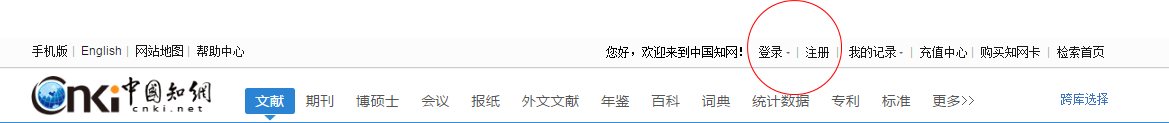 手机版 | English | 网站地图 | 帮助中心 您好，欢迎来到中国知网！ 登录 - | 注册 | 我的记录 - | 充值中心 | 购买知网卡 | 检索首页
Cnki 中國知網
cnki.net
文献 期刊 博硕士 会议 报纸 外文文献 年鉴 百科 词典 统计数据 专利 标准 更多>> 跨库选择